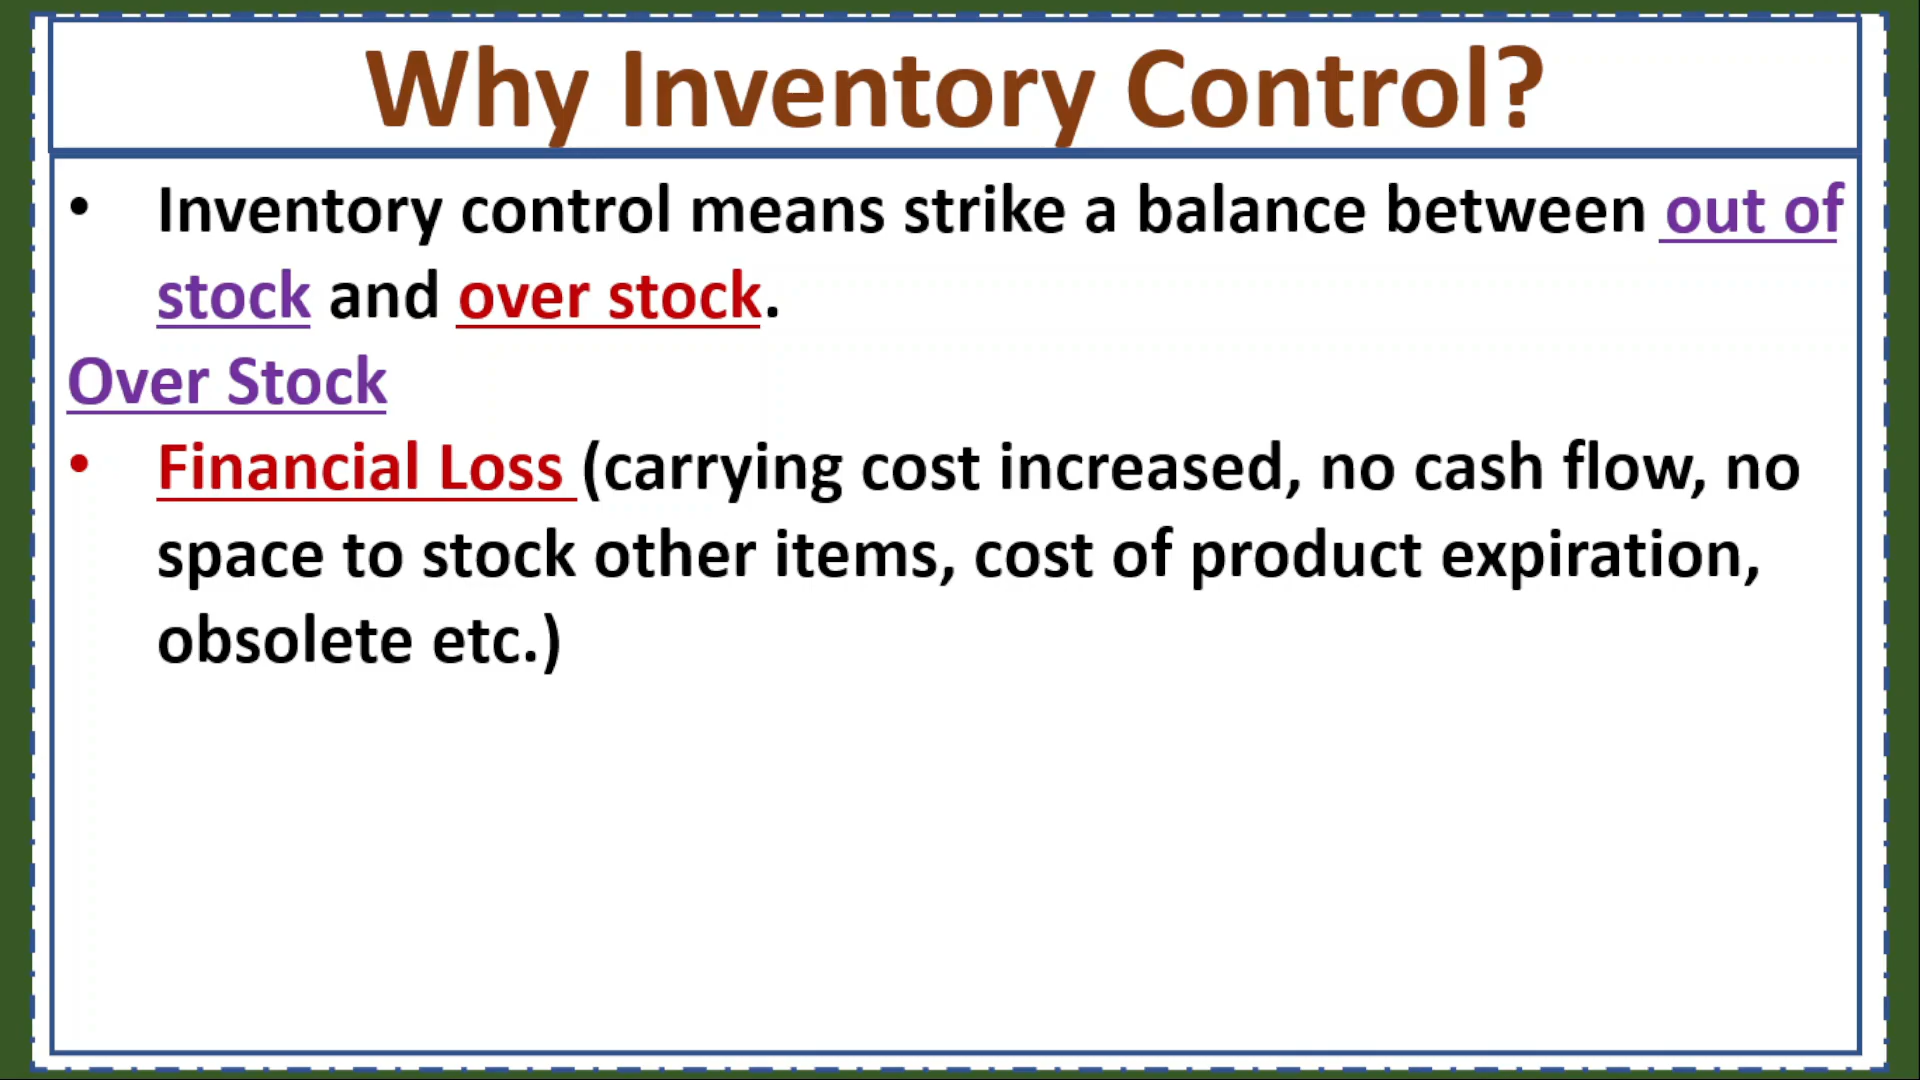 Why Inventory Control?
• Inventory control means strike a balance between out of
stock and over stock.
Over Stock
• Financial Loss (carrying cost increased, no cash flow, no
space to stock other items, cost of product expiration,
obsolete etc.)